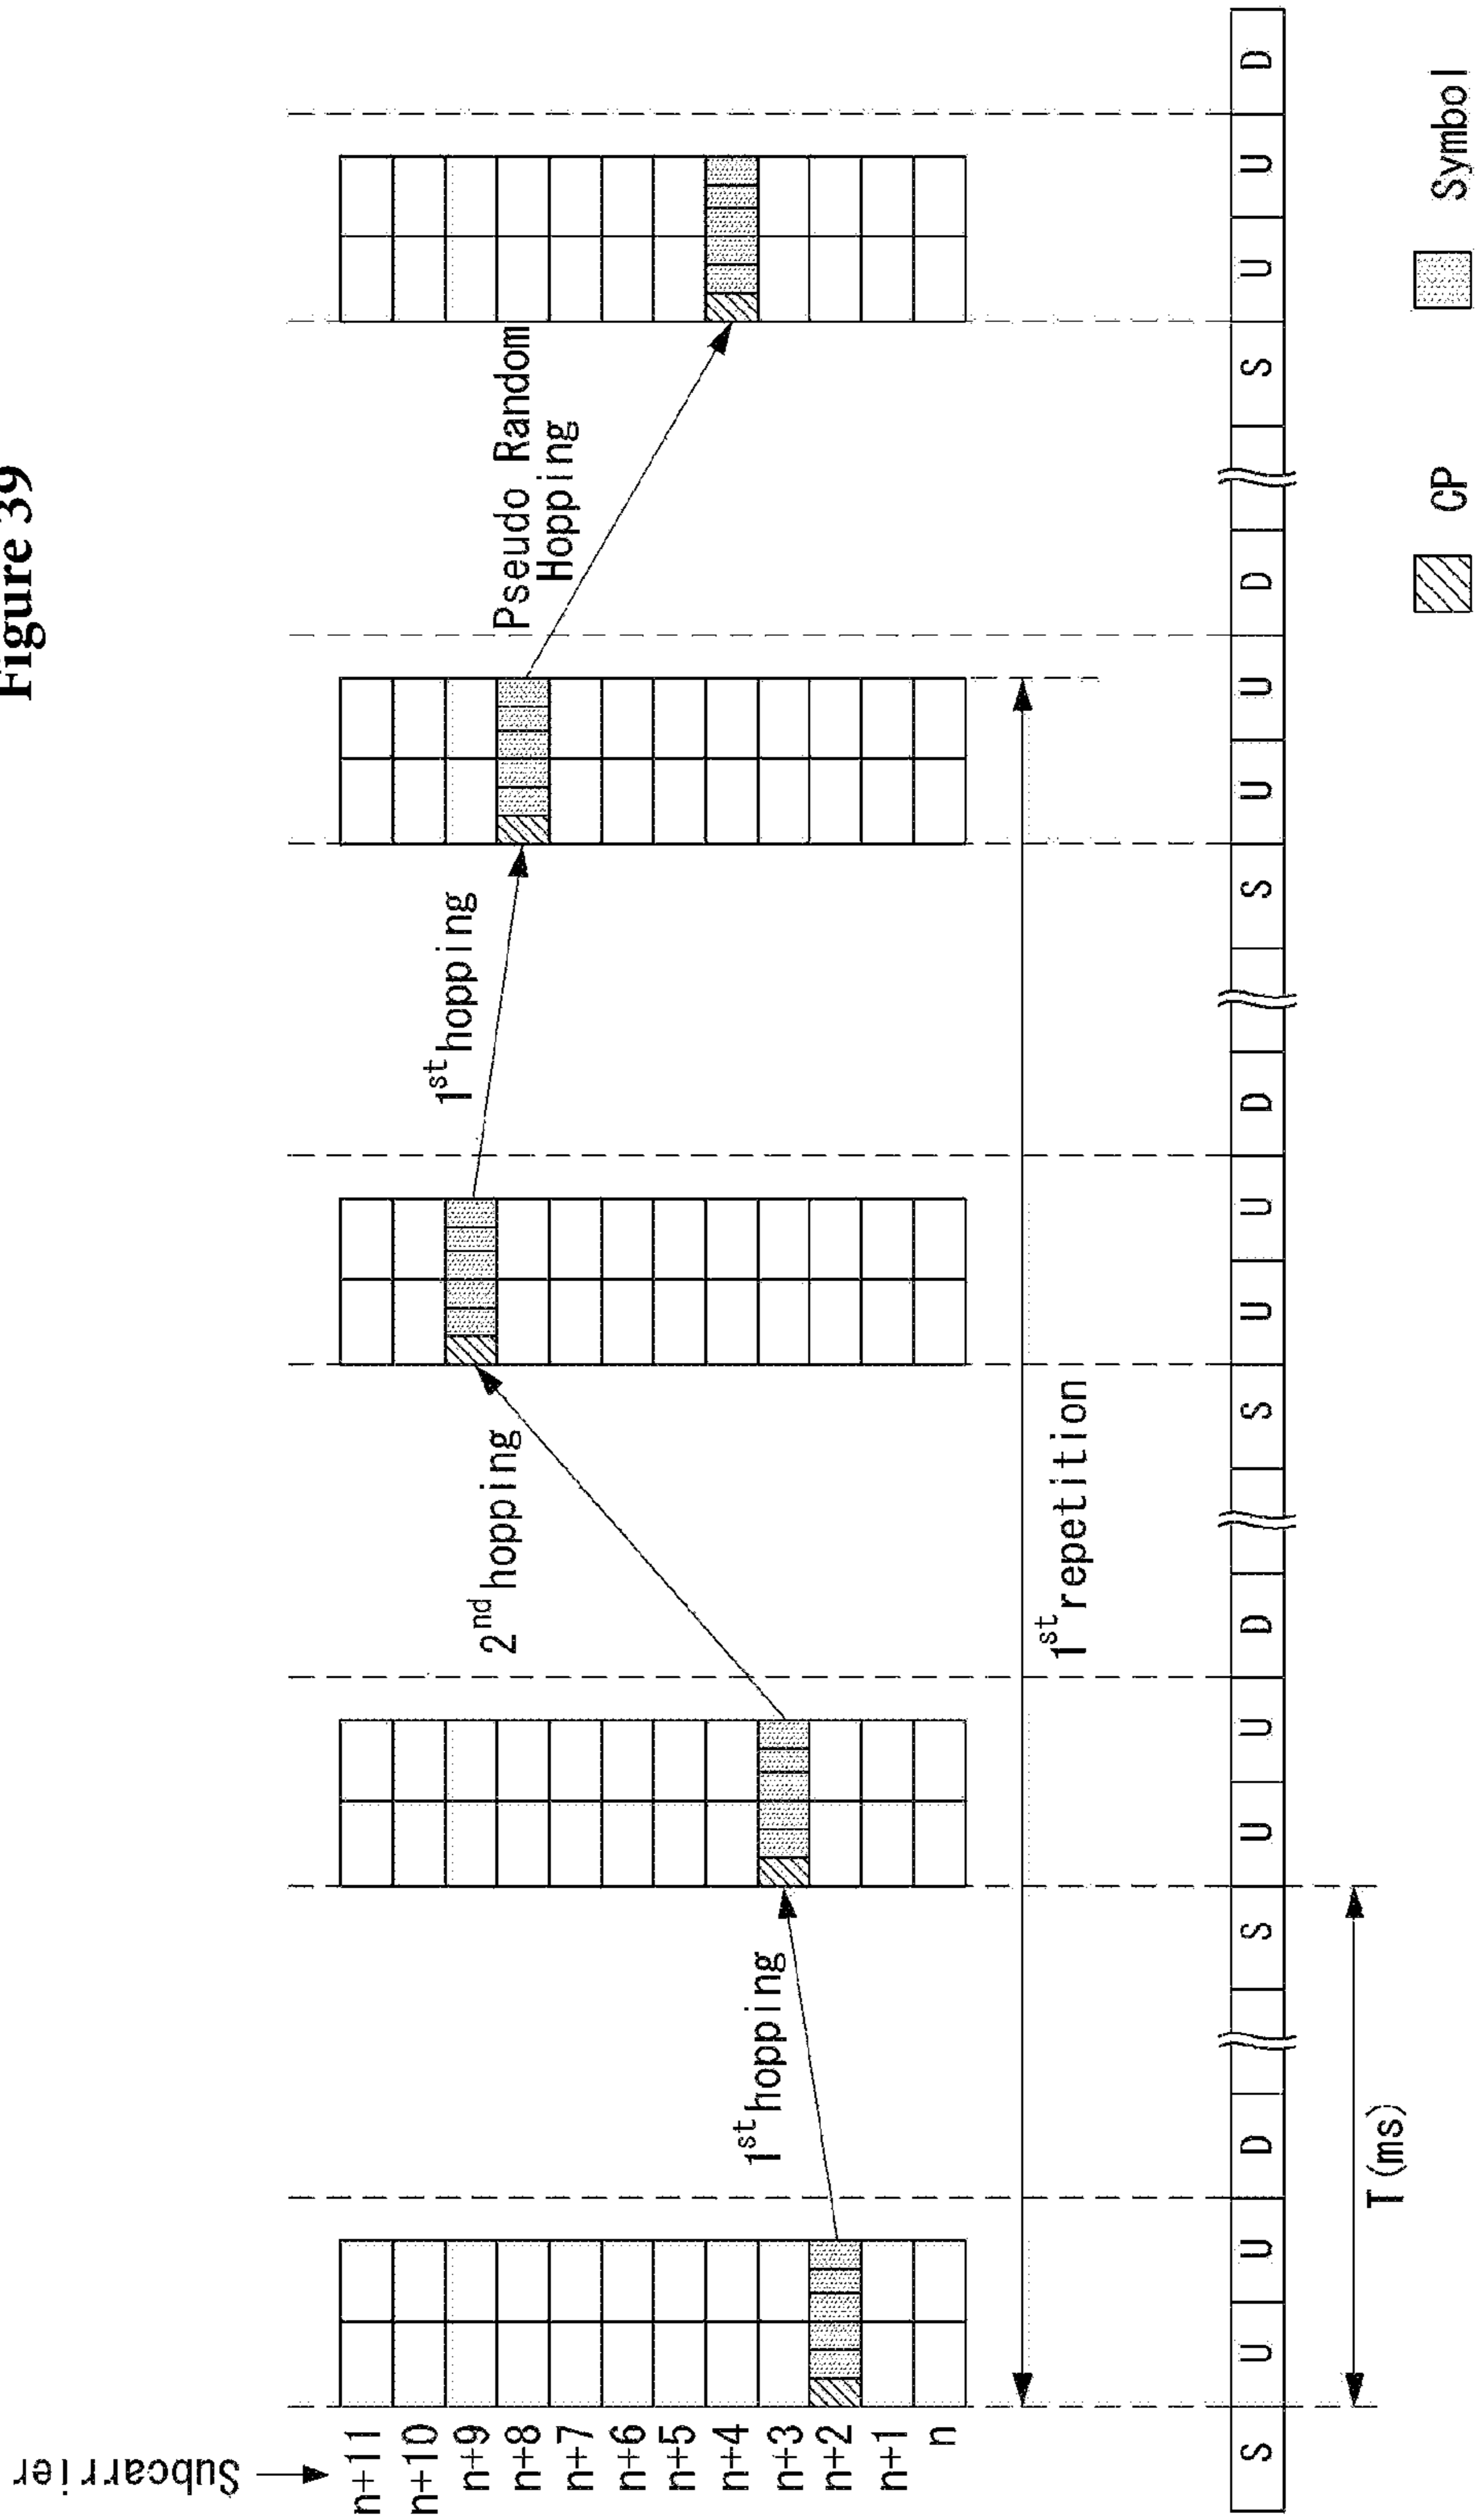 Figure 39
Subcarrier
n+11
n+10
n+9
n+8
n+7
n+6
n+5
n+4
n+3
n+2
n+1
n
1st hopping
2nd hopping
1st hopping
Pseudo Random
Hopping
1st repetition
S U U D S U U D S U U D S U U D S U U D
T(ms)
CP
Symbol